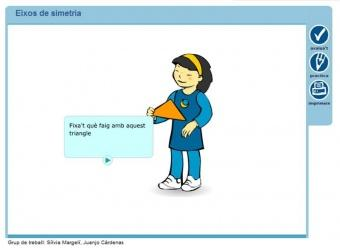 Eixos de simetria
avalua't
practica
imprimeix
Fixa't què faig amb aquest
triangle
Grup de treball: Sílvia Margelí, Juanjo Cárdenas